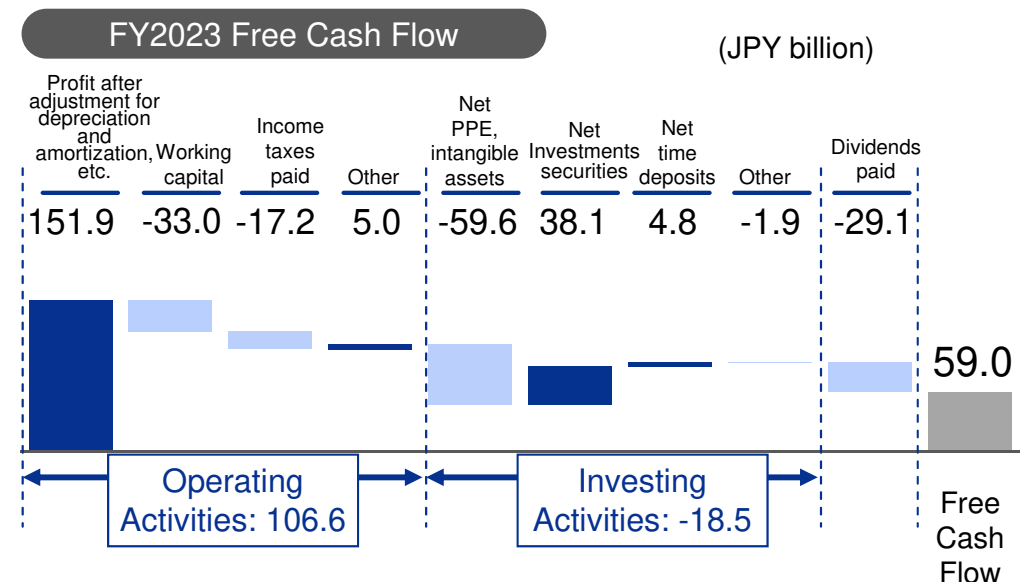 FY2023 Free Cash Flow
(JPY billion)
Profit after
adjustment for
depreciation
and
amortization,
etc.
Working
capital
Income
taxes
paid
Other
Net
PPE,
intangible
assets
Net
Investments
securities
Net
time
deposits
Other
Dividends
paid
151.9
-33.0
-17.2
5.0
-59.6
38.1
4.8
-1.9
-29.1
59.0
Operating
Activities: 106.6
Investing
Activities: -18.5
Free
Cash
Flow